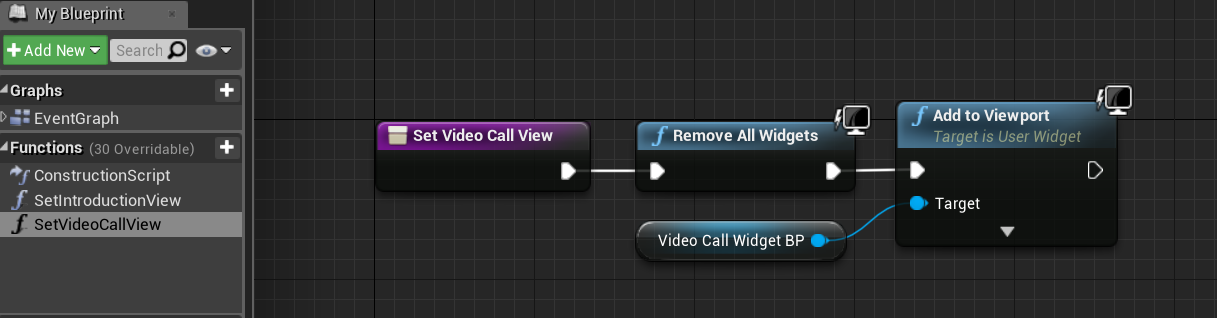 My Blueprint
Add New
Search
Graphs
EventGraph
Functions (30 Overridable)
ConstructionScript
SetIntroductionView
SetVideoCallView
Set Video Call View
Remove All Widgets
Add to Viewport
Target is User Widget
Target
Video Call Widget BP